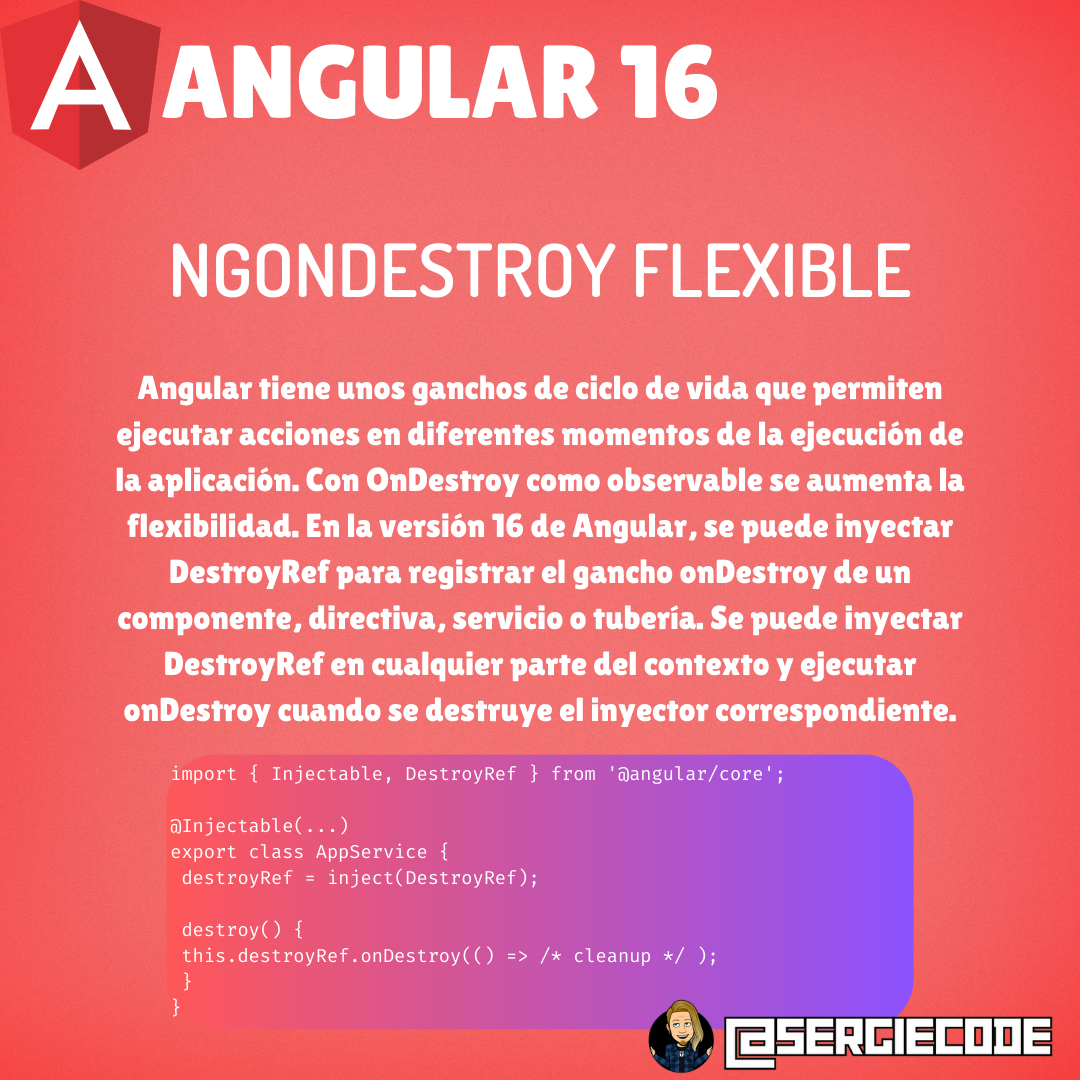 A ANGULAR 16
NGONDESTROY FLEXIBLE
Angular tiene unos ganchos de ciclo de vida que permiten
ejecutar acciones en diferentes momentos de la ejecución de
la aplicación. Con OnDestroy como observable se aumenta la
flexibilidad. En la versión 16 de Angular, se puede inyectar
DestroyRef para registrar el gancho onDestroy de un
componente, directiva, servicio o tubería. Se puede inyectar
DestroyRef en cualquier parte del contexto y ejecutar
onDestroy cuando se destruye el inyector correspondiente.
import { Injectable, DestroyRef } from '@angular/core';
@Injectable(...)
export class AppService {
destroyRef = inject(DestroyRef);
destroy() {
this.destroyRef.onDestroy(() => /* cleanup */ );
}
}
@SERGIECODE